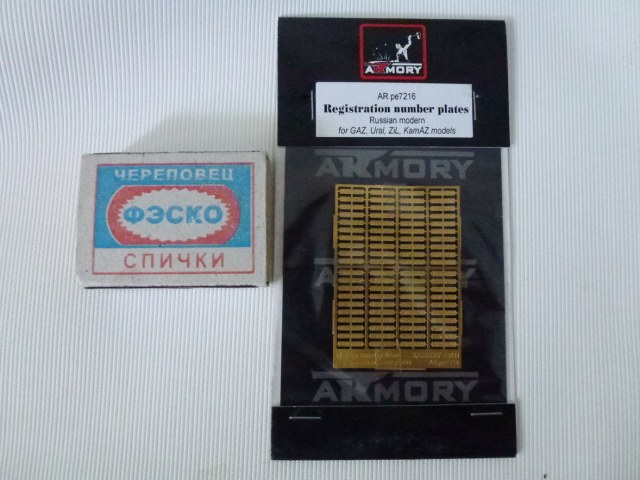 ЧЕРЕПОВЕЦ
ФЭСКО
СПИЧКИ
ARMORY
AR pe7216
Registration number plates
Russian modern
for GAZ, Ural, ZiL, KamAZ models
ARMORY
ARMORY
ARMORY